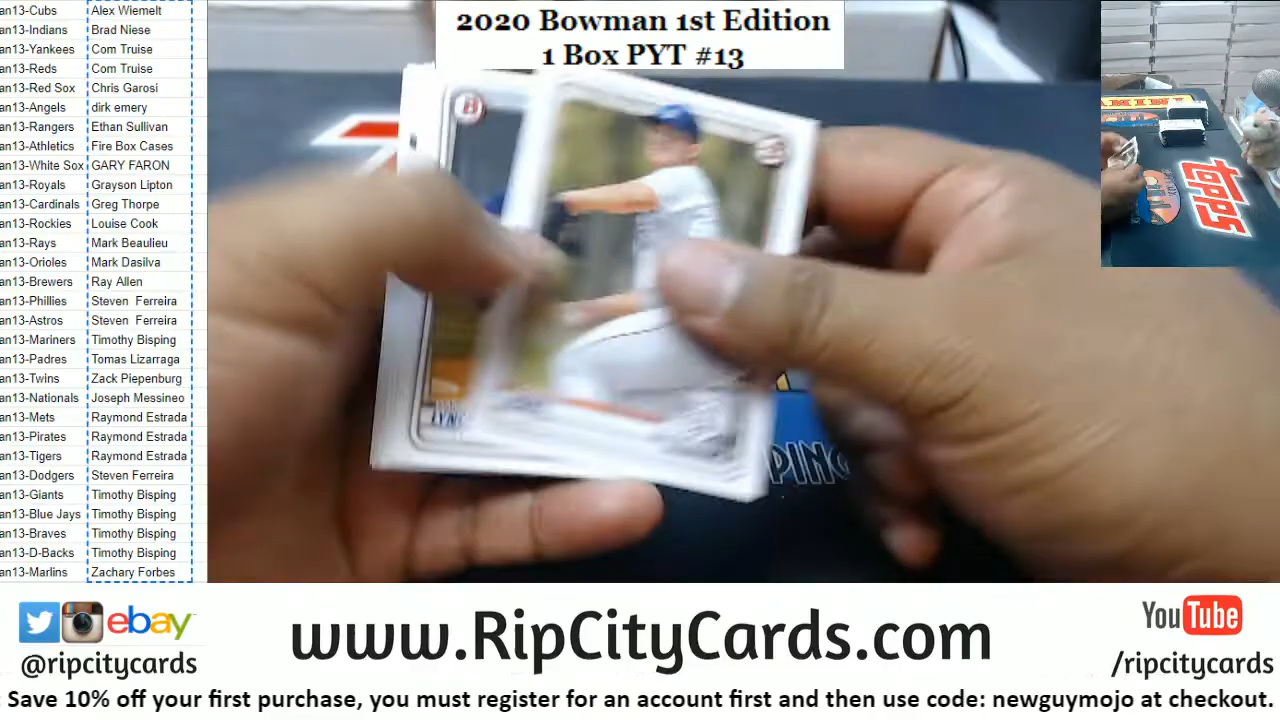 2020 Bowman 1st Edition
1 Box PYT #13
an13-Cubs Alex Wiemelt
an13-Indians Brad Niese
an13-Yankees Com Truise
an13-Reds Com Truise
an13-Red Sox Chris Garosi
an13-Angels dirk emery
an13-Rangers Ethan Sullivan
an13-Athletics Fire Box Cases
an13-White Sox GARY FARON
an13-Royals Grayson Lipton
an13-Cardinals Greg Thorpe
an13-Rockies Louise Cook
an13-Rays Mark Beaulieu
an13-Orioles Mark Dasilva
an13-Brewers Ray Allen
an13-Phillies Steven Ferreira
an13-Astros Steven Ferreira
an13-Mariners Timothy Bisping
an13-Padres Tomas Lizarraga
an13-Twins Zack Piepenburg
an13-Nationals Joseph Messineo
an13-Mets Raymond Estrada
an13-Pirates Raymond Estrada
an13-Tigers Raymond Estrada
an13-Dodgers Steven Ferreira
an13-Giants Timothy Bisping
an13-Blue Jays Timothy Bisping
an13-Braves Timothy Bisping
an13-D-Backs Timothy Bisping
an13-Marlins Zachary Forbes
topps
PING
ebay
@ripcitycards
www.RipCityCards.com
YouTube
/ripcitycards
: Save 10% off your first purchase, you must register for an account first and then use code: newguymojo at checkout.